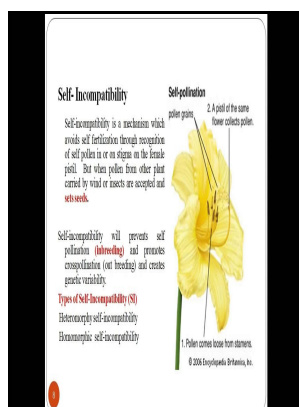 Self- Incompatibility
Self-incompatibility is a mechanism which
avoids self fertilization through recognition
of self pollen in or on stigma on the female
pistil. But when pollen from other plant
carried by wind or insects are accepted and
sets seeds.
Self-incompatibility will prevents self
pollination (inbreeding) and promotes
crosspollination (out breeding) and creates
genetic variability.
Types of Self-Incompatibility (SI)
Heteromorphy self-incompatibility
Homomorphic self-incompatibility
Self-pollination
pollen grains
2. A pistil of the same
flower collects pollen.
1. Pollen comes loose from stamens.
© 2006 Encyclopædia Britannica, Inc.